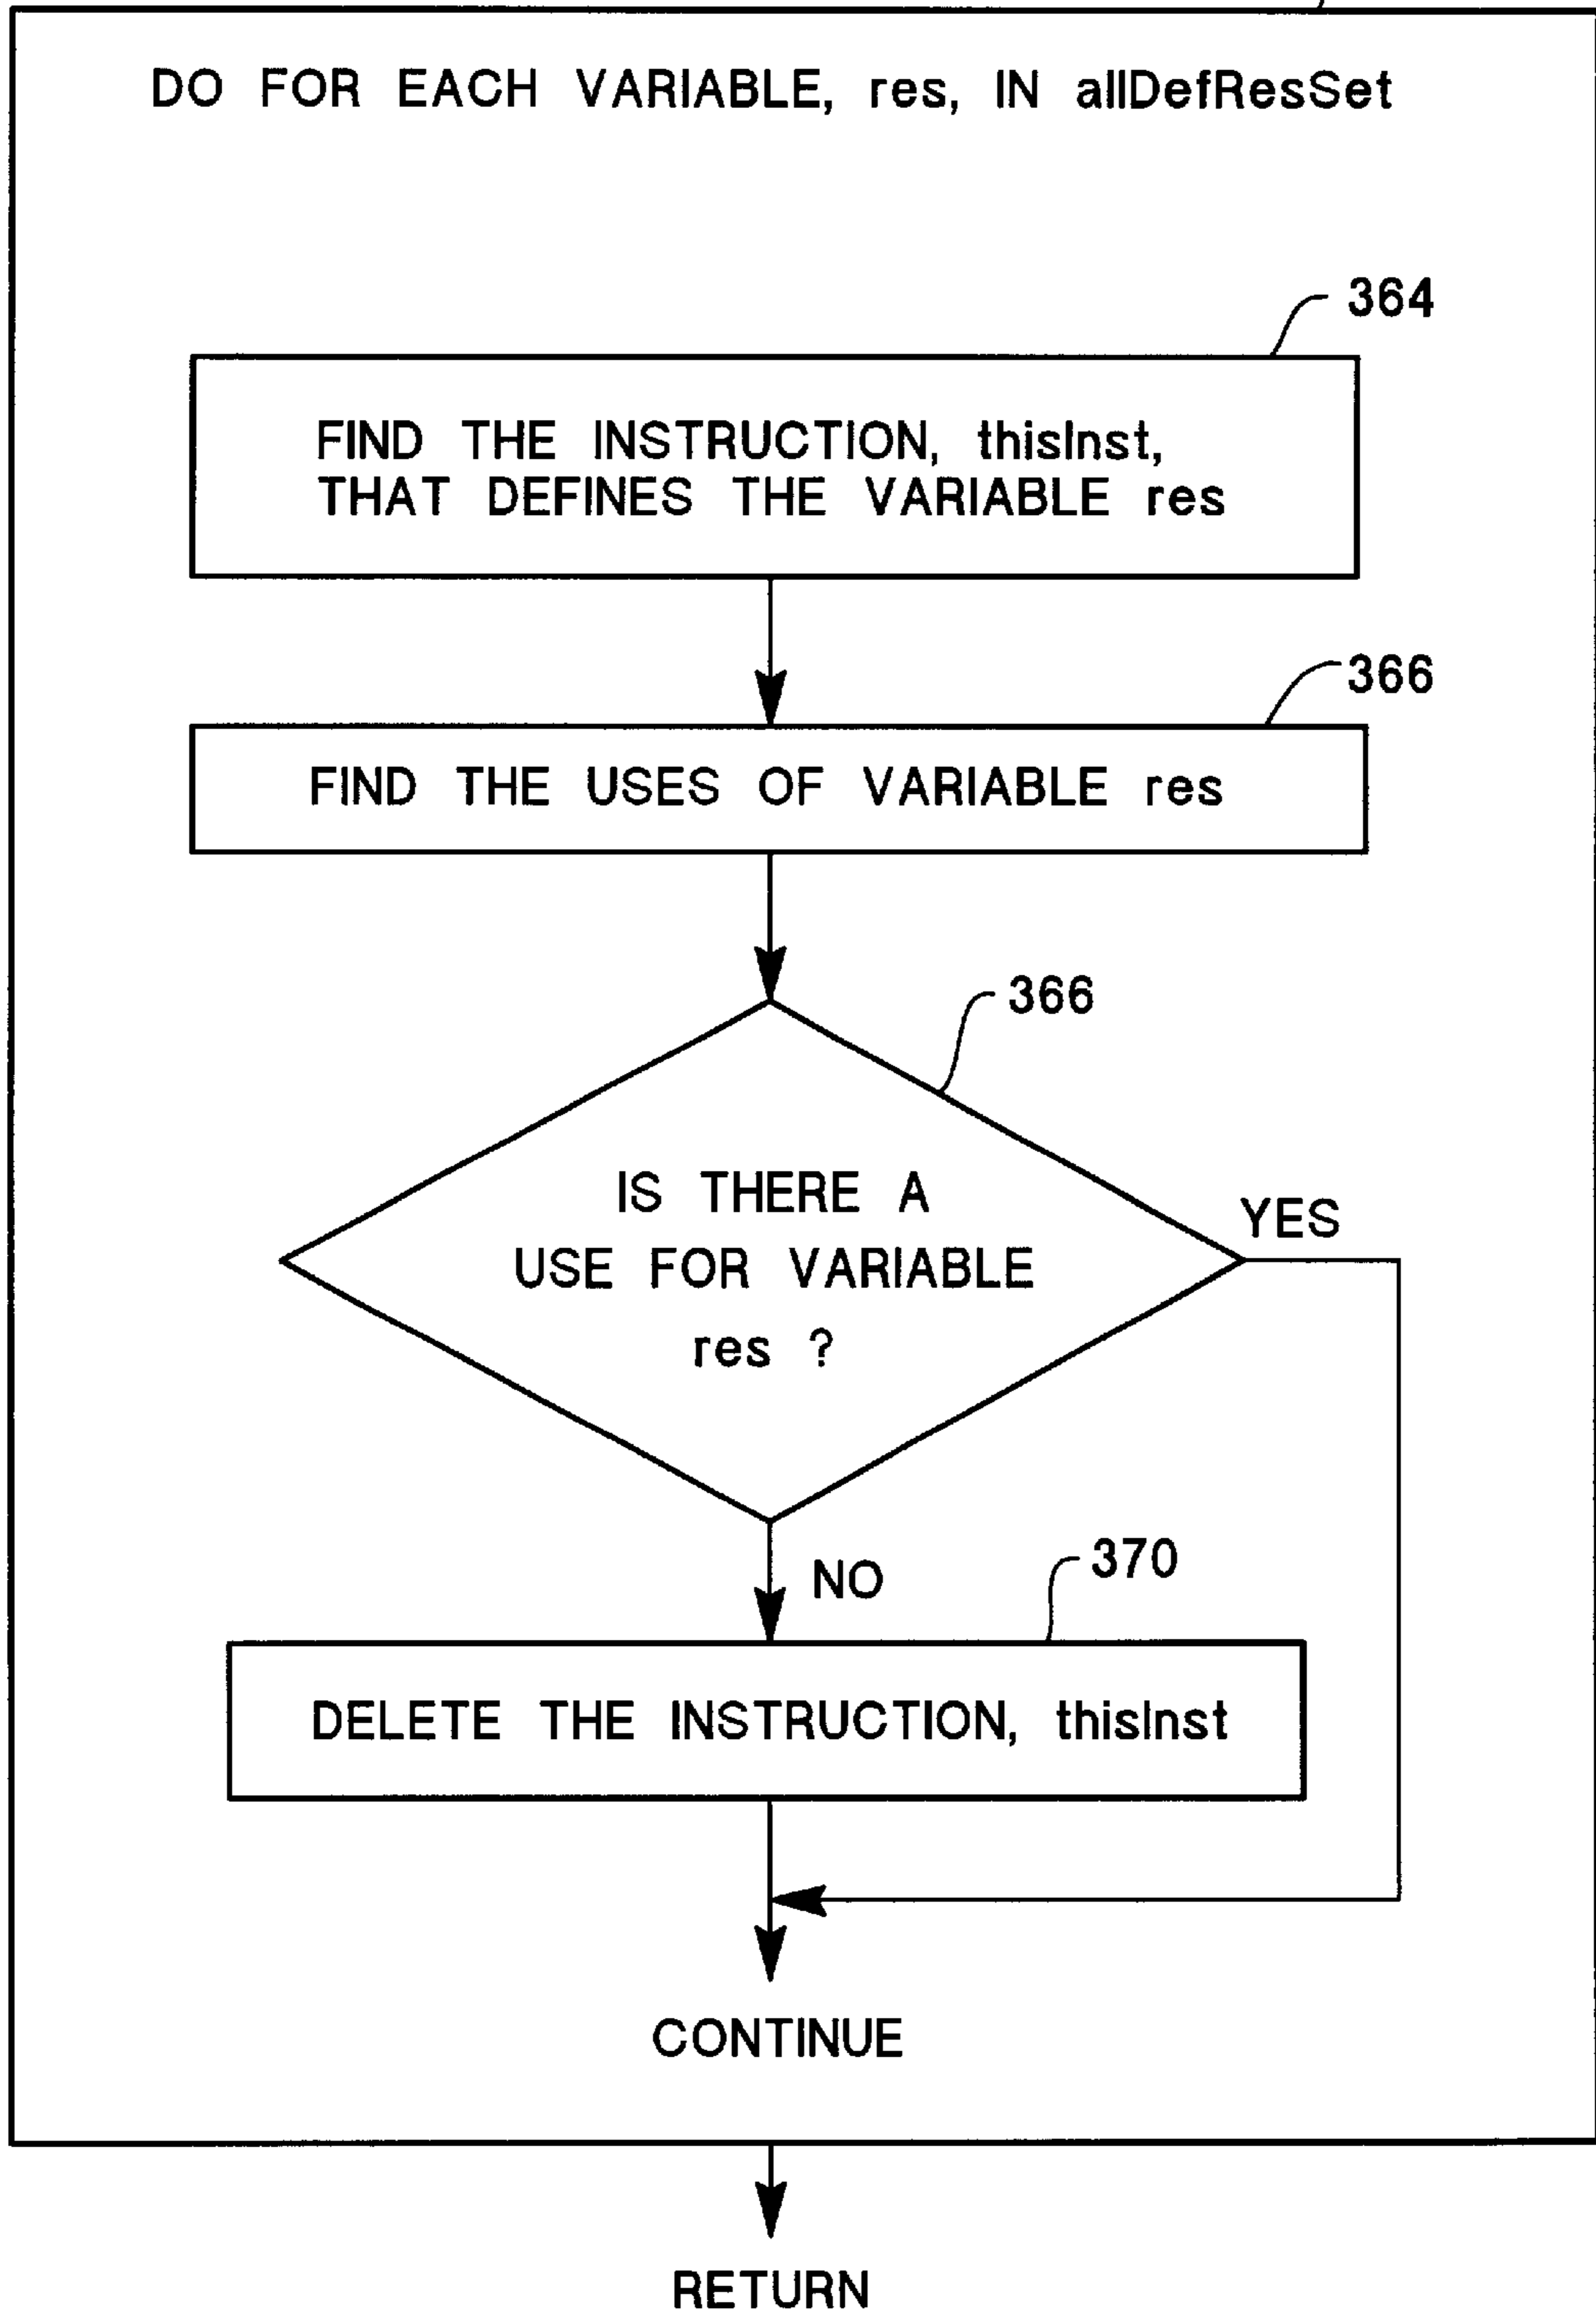 DO FOR EACH VARIABLE, res, IN allDefResSet
364
FIND THE INSTRUCTION, thisInst,
THAT DEFINES THE VARIABLE res
366
FIND THE USES OF VARIABLE res
366
IS THERE A
USE FOR VARIABLE
res ?
YES
NO
370
DELETE THE INSTRUCTION, thisInst
CONTINUE
RETURN